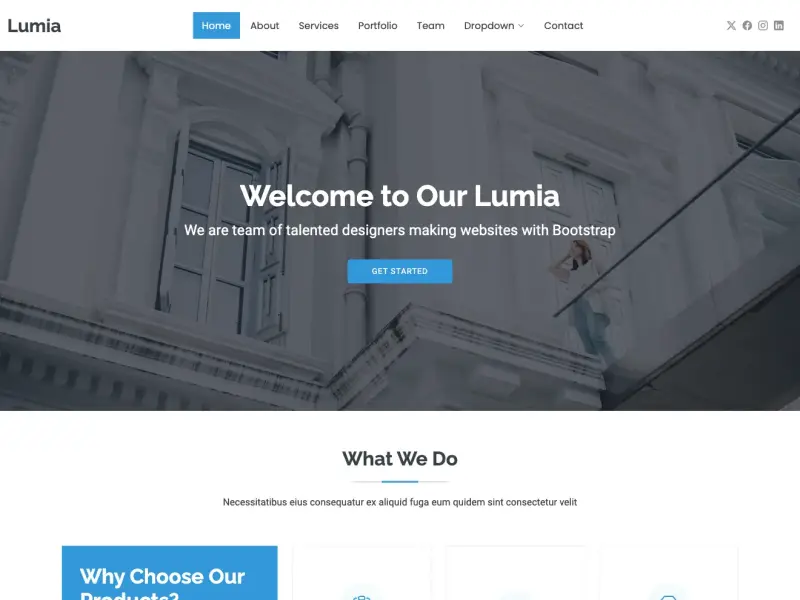 Lumia
Home About Services Portfolio Team Dropdown Contact
Welcome to Our Lumia
We are team of talented designers making websites with Bootstrap
GET STARTED
What We Do
Necessitatibus eius consequatur ex aliquid fuga eum quidem sint consectetur velit
Why Choose Our
Products?